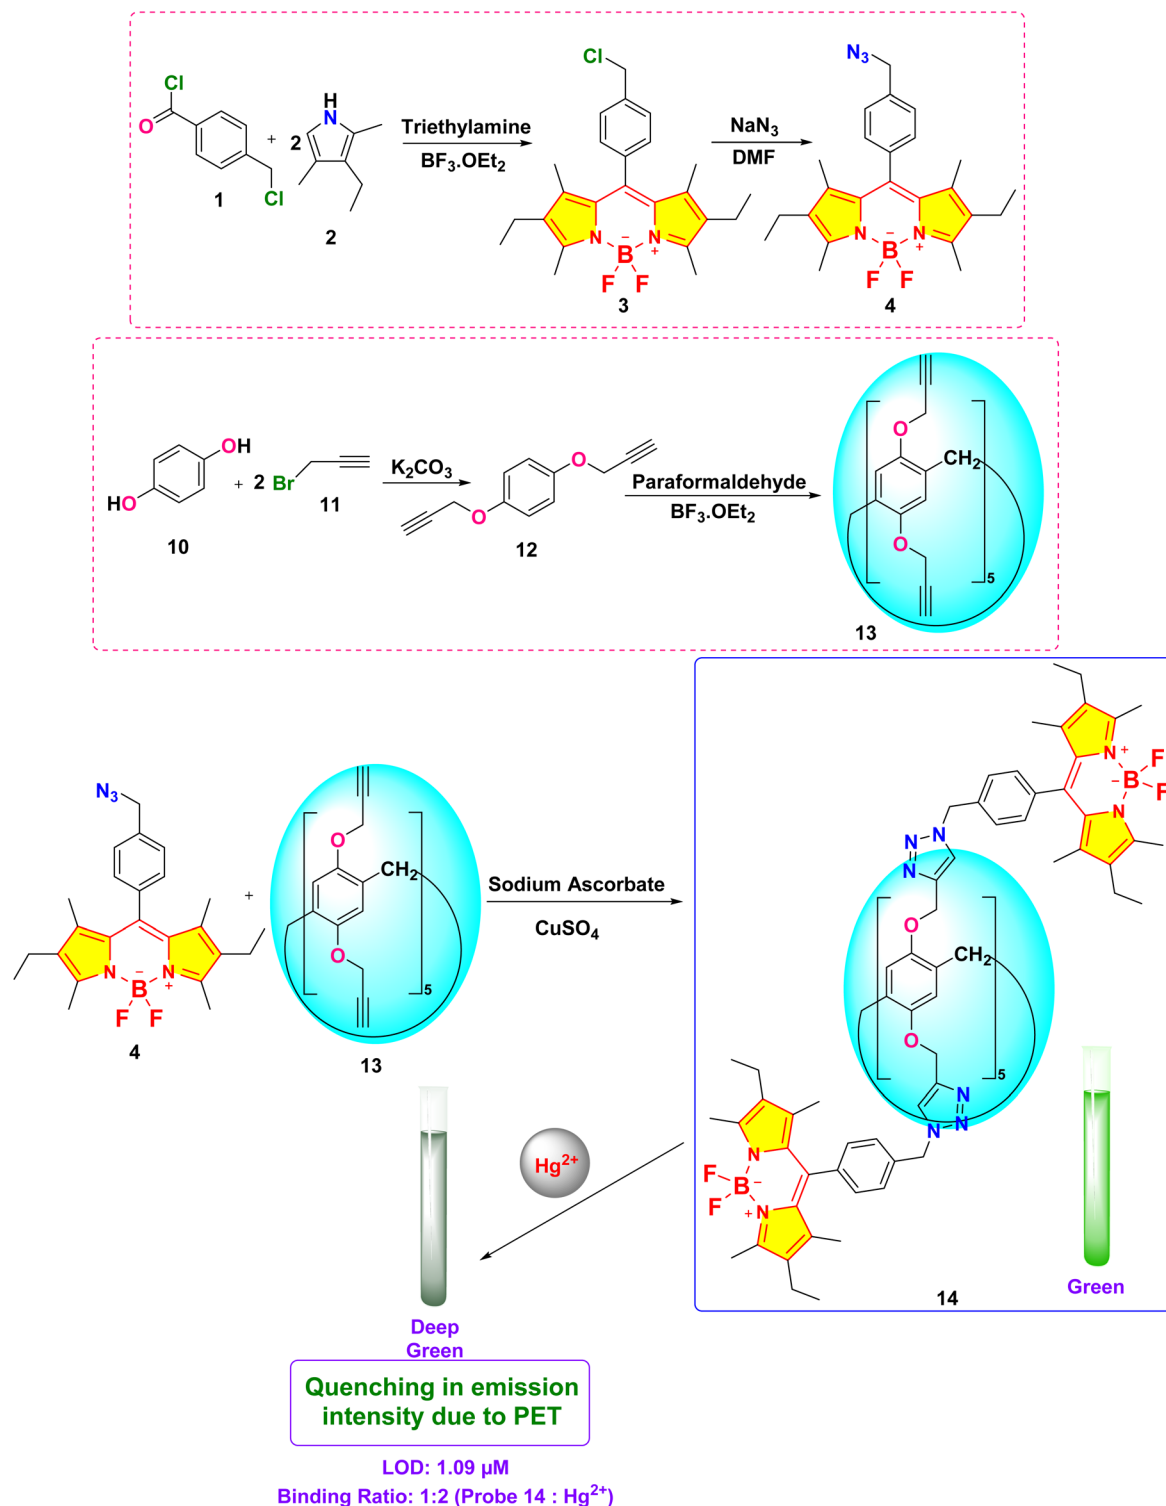 Cl
O
Cl
1
+
2
H
N
2
Triethylamine
BF₃.OEt₂
Cl
N
−
N
+
B
F F
3
NaN₃
DMF
N₃
N
−
N
+
B
F F
4
OH
HO
10
+
2 Br
11
K₂CO₃
O
O
12
Paraformaldehyde
BF₃.OEt₂
O
CH₂
O
5
13
N₃
N
−
N
+
B
F F
4
+
O
CH₂
O
5
13
Sodium Ascorbate
CuSO₄
N
+
F
−
B
F
N
N
N
N
O
CH₂
O
5
N
N
N
N
F
B
−
F
+
N
14
Green
Hg²⁺
Deep
Green
Quenching in emission
intensity due to PET
LOD: 1.09 µM
Binding Ratio: 1:2 (Probe 14 : Hg²⁺)